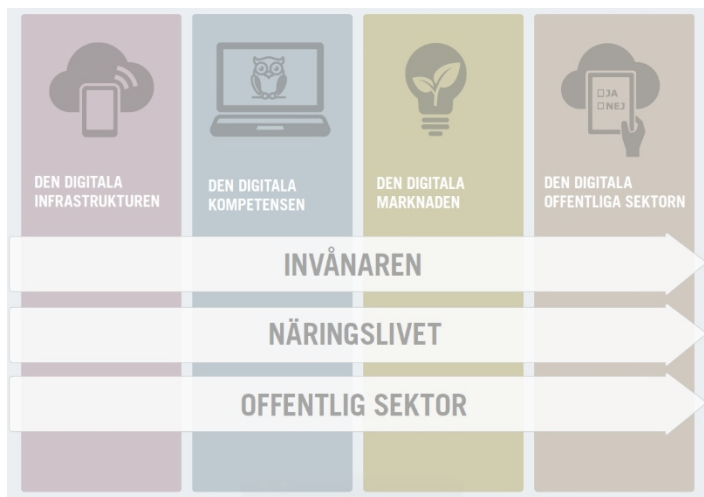 JA
NEJ
DEN DIGITALA
INFRASTRUKTUREN
DEN DIGITALA
KOMPETENSEN
DEN DIGITALA
MARKNADEN
DEN DIGITALA
OFFENTLIGA SEKTORN
INVÅNAREN
NÄRINGSLIVET
OFFENTLIG SEKTOR